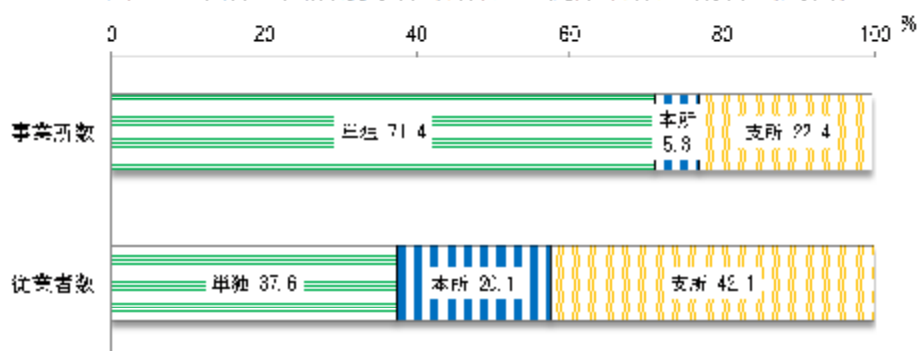 0 20 40 60 80 100 %
事業所数 単独 71.4 本所 5.8 支所 22.4
従業者数 単独 37.6 本所 20.1 支所 42.1